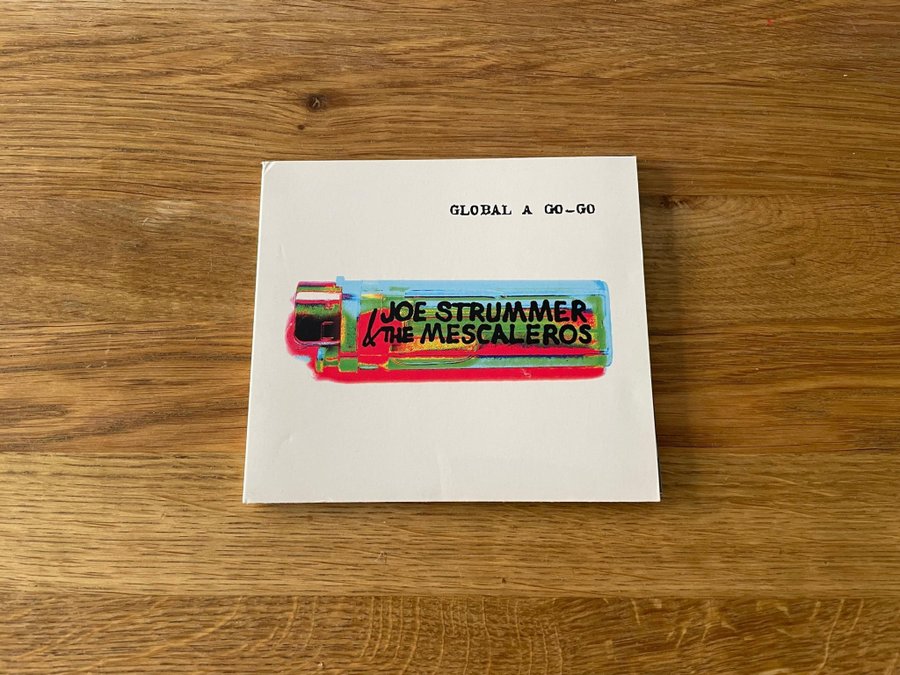 GLOBAL A GO-GO
JOE STRUMMER
& THE MESCALEROS